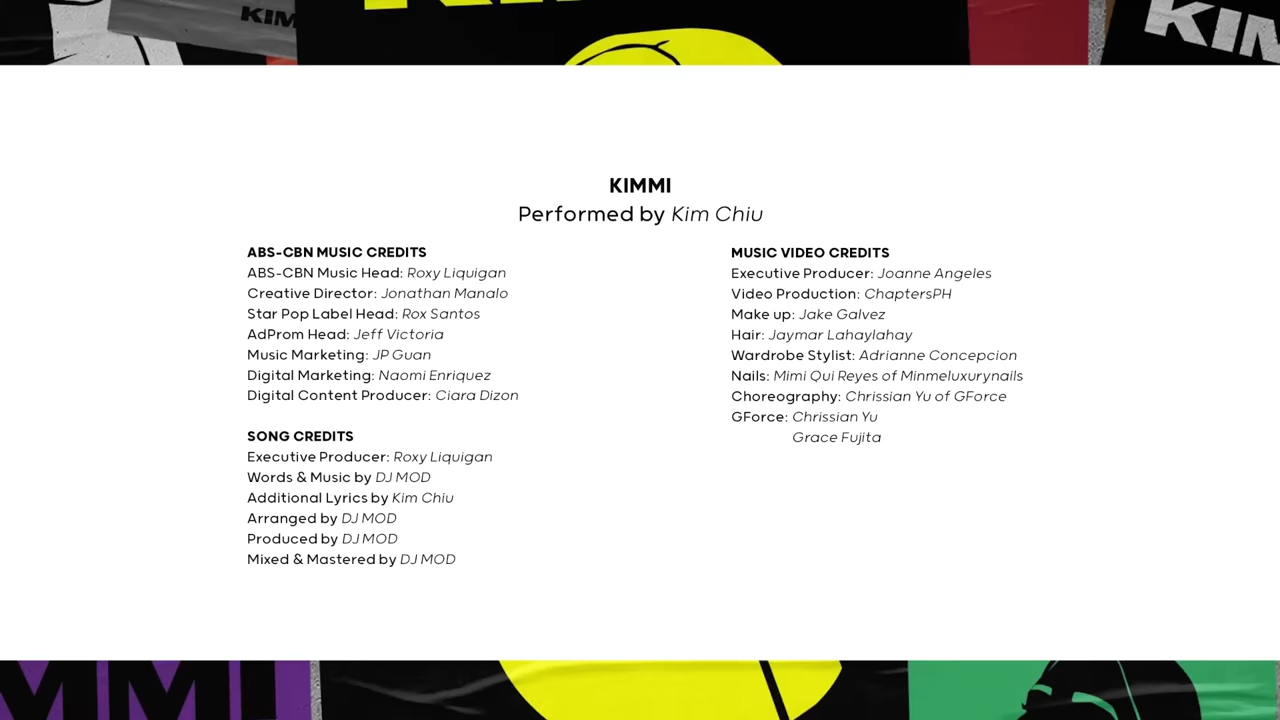 KIM
KIMMI
Performed by Kim Chiu
ABS-CBN MUSIC CREDITS
ABS-CBN Music Head: Roxy Liquigan
Creative Director: Jonathan Manalo
Star Pop Label Head: Rox Santos
AdProm Head: Jeff Victoria
Music Marketing: JP Guan
Digital Marketing: Naomi Enriquez
Digital Content Producer: Ciara Dizon
SONG CREDITS
Executive Producer: Roxy Liquigan
Words & Music by DJ MOD
Additional Lyrics by Kim Chiu
Arranged by DJ MOD
Produced by DJ MOD
Mixed & Mastered by DJ MOD
MUSIC VIDEO CREDITS
Executive Producer: Joanne Angeles
Video Production: ChaptersPH
Make up: Jake Galvez
Hair: Jaymar Lahaylahay
Wardrobe Stylist: Adrianne Concepcion
Nails: Mimi Qui Reyes of Minmeluxurynails
Choreography: Chrissian Yu of GForce
GForce: Chrissian Yu
Grace Fujita